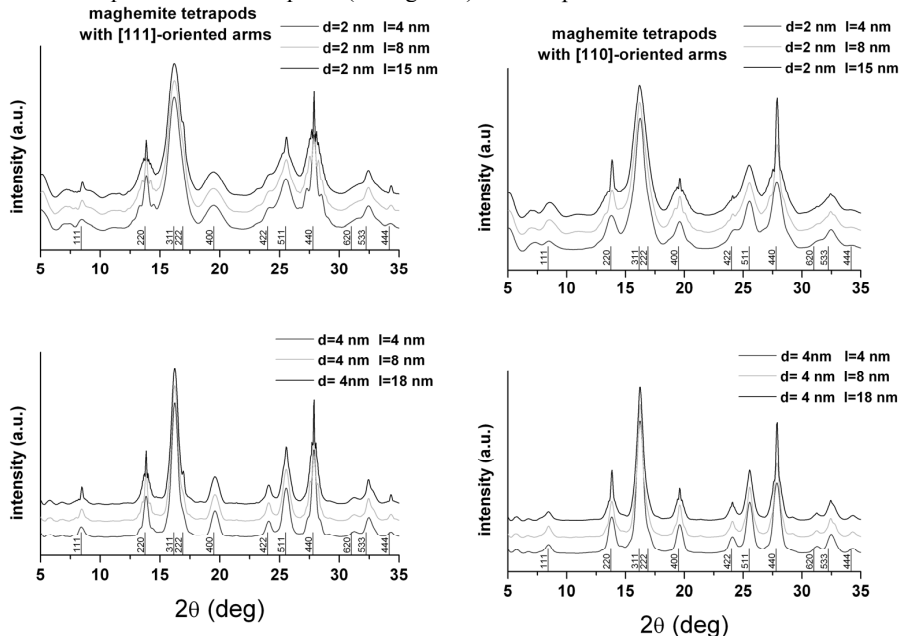 maghemite tetrapods
with [111]-oriented arms
d=2 nm l=4 nm
d=2 nm l=8 nm
d=2 nm l=15 nm
intensity (a.u.)
111 220 311 222 400 422 511 440 620 533 444
5 10 15 20 25 30 35
maghemite tetrapods
with [110]-oriented arms
d=2 nm l=4 nm
d=2 nm l=8 nm
d=2 nm l=15 nm
intensity (a.u)
111 220 311 222 400 422 511 440 620 533 444
5 10 15 20 25 30 35
d=4 nm l=4 nm
d=4 nm l=8 nm
d= 4nm l=18 nm
intensity (a.u.)
111 220 311 222 400 422 511 440 620 533 444
5 10 15 20 25 30 35
2θ (deg)
d= 4nm l=4 nm
d= 4 nm l=8 nm
d= 4 nm l=18 nm
intensity (a.u.)
111 220 311 222 400 422 511 440 620 533 444
5 10 15 20 25 30 35
2θ (deg)